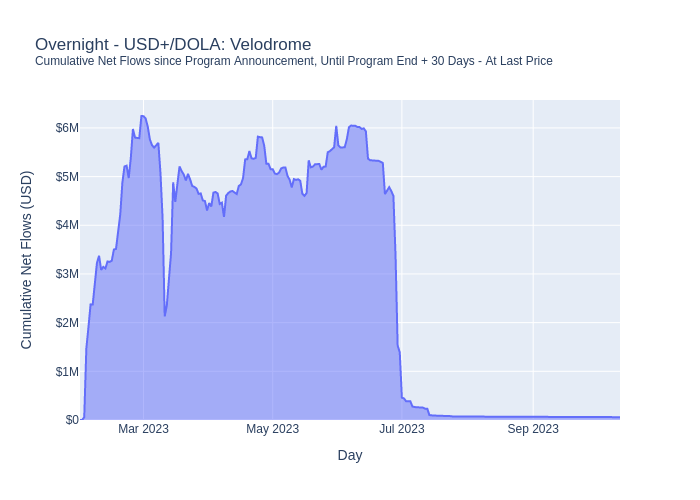 Overnight - USD+/DOLA: Velodrome
Cumulative Net Flows since Program Announcement, Until Program End + 30 Days - At Last Price
Cumulative Net Flows (USD)
$6M
$5M
$4M
$3M
$2M
$1M
$0
Mar 2023
May 2023
Jul 2023
Sep 2023
Day